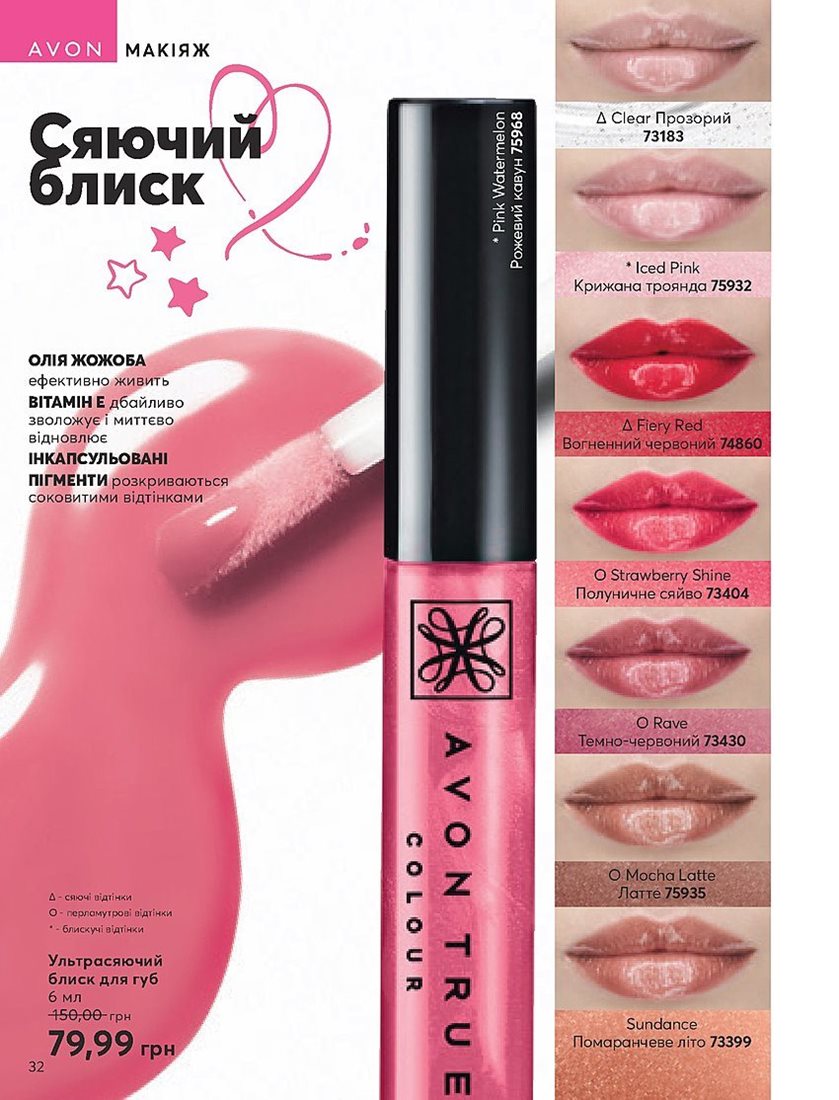 AVON МАКІЯЖ
Сяючий
блиск
ОЛІЯ ЖОЖОБА
ефективно живить
ВІТАМІН Е дбайливо
зволожує і миттєво
відновлює
ІНКАПСУЛЬОВАНІ
ПІГМЕНТИ розкриваються
соковитими відтінками
Δ - сяючі відтінки
О - перламутрові відтінки
* - блискучі відтінки
Ультрасяючий
блиск для губ
6 мл
150,00 грн
79,99 грн
32
* Pink Watermelon
Рожевий кавун 75968
AVON TRUE
COLOUR
Δ Clear Прозорий
73183
* Iced Pink
Крижана троянда 75932
Δ Fiery Red
Вогненний червоний 74860
О Strawberry Shine
Полуничне сяйво 73404
О Rave
Темно-червоний 73430
О Mocha Latte
Латте 75935
Sundance
Помаранчеве літо 73399